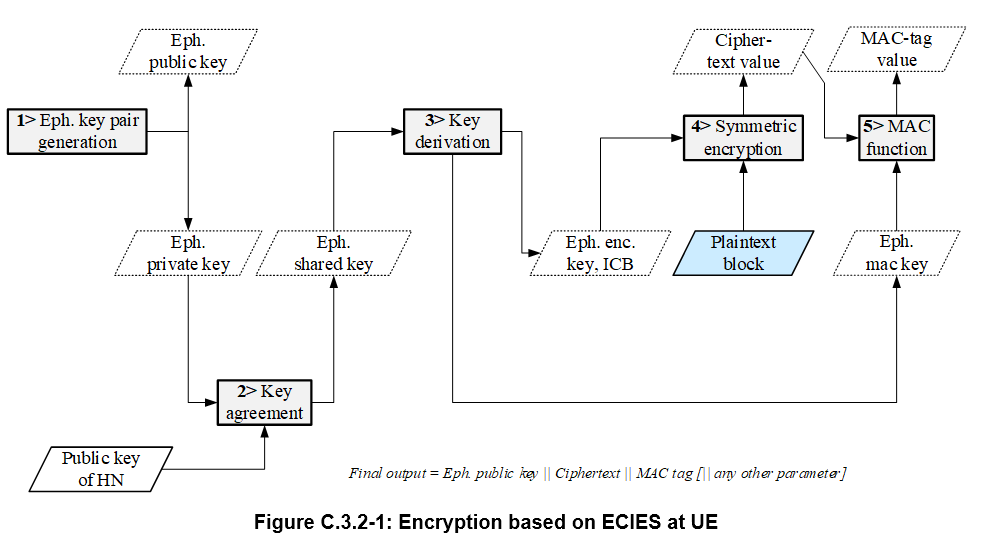 Eph.
public key
Cipher-
text value
MAC-tag
value
1> Eph. key pair
generation
3> Key
derivation
4> Symmetric
encryption
5> MAC
function
Eph.
private key
Eph.
shared key
Eph. enc.
key, ICB
Plaintext
block
Eph.
mac key
2> Key
agreement
Public key
of HN
Final output = Eph. public key || Ciphertext || MAC tag [|| any other parameter]
Figure C.3.2-1: Encryption based on ECIES at UE